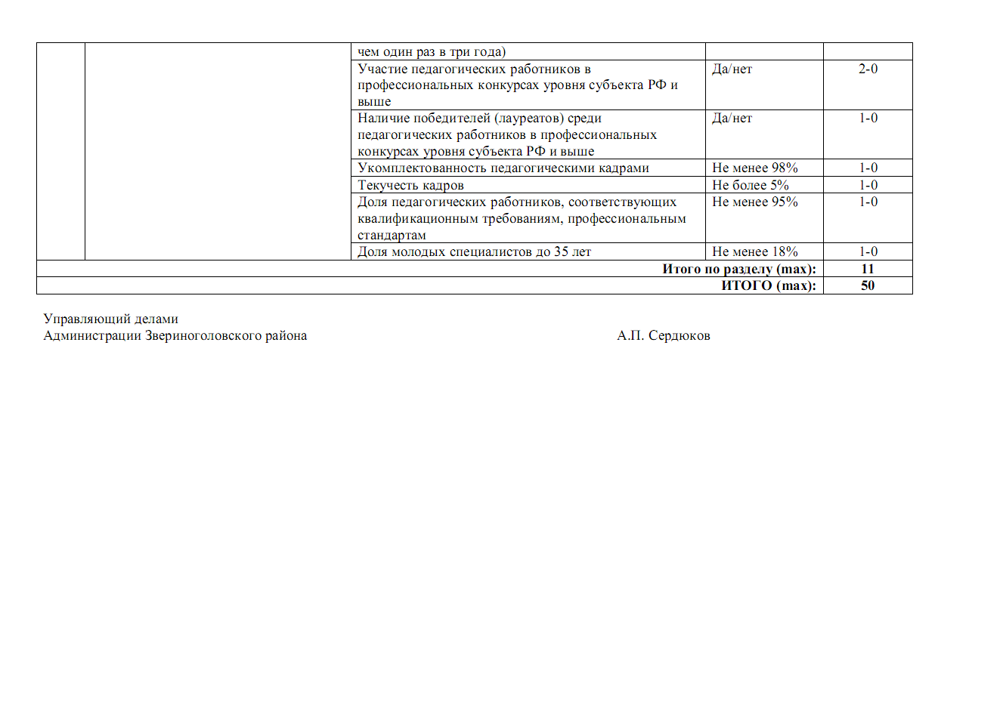 чем один раз в три года)
Участие педагогических работников в
профессиональных конкурсах уровня субъекта РФ и
выше
Да/нет
2-0
Наличие победителей (лауреатов) среди
педагогических работников в профессиональных
конкурсах уровня субъекта РФ и выше
Да/нет
1-0
Укомплектованность педагогическими кадрами
Не менее 98%
1-0
Текучесть кадров
Не более 5%
1-0
Доля педагогических работников, соответствующих
квалификационным требованиям, профессиональным
стандартам
Не менее 95%
1-0
Доля молодых специалистов до 35 лет
Не менее 18%
1-0
Итого по разделу (max):
11
ИТОГО (max):
50
Управляющий делами
Администрации Звериноголовского района
А.П. Сердюков